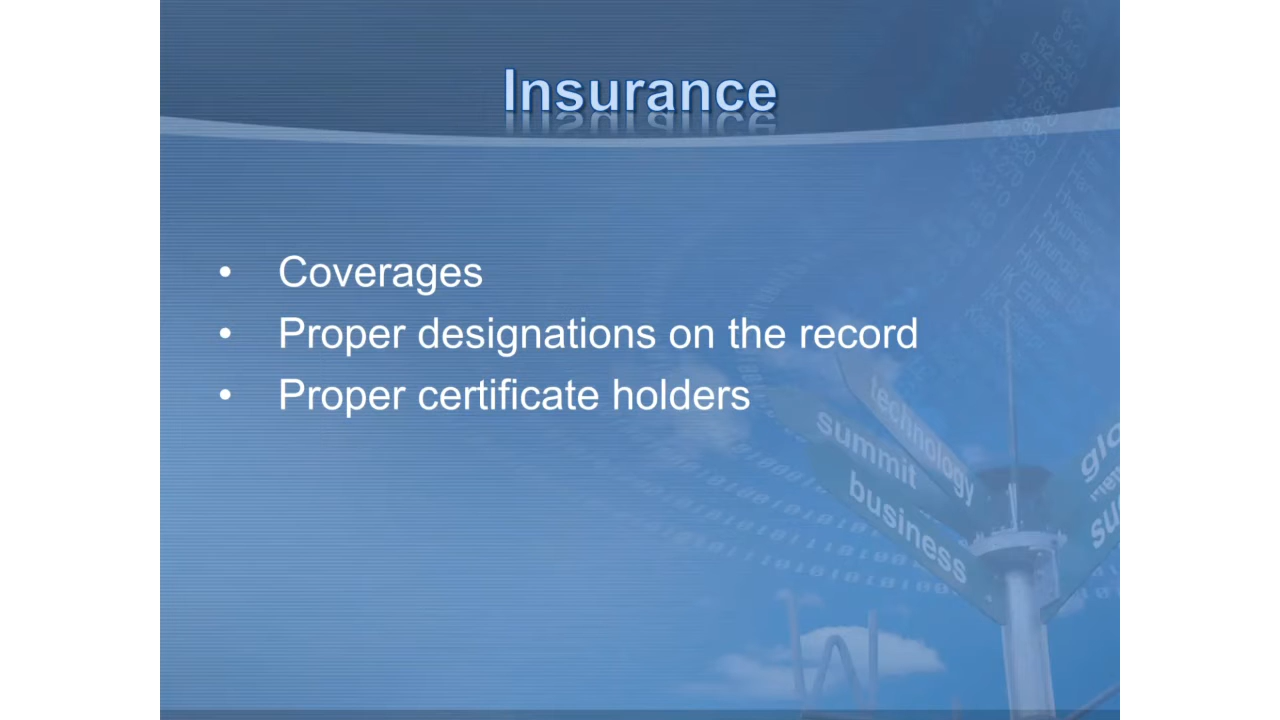 Insurance
• Coverages
• Proper designations on the record
• Proper certificate holders
technology
summit
business